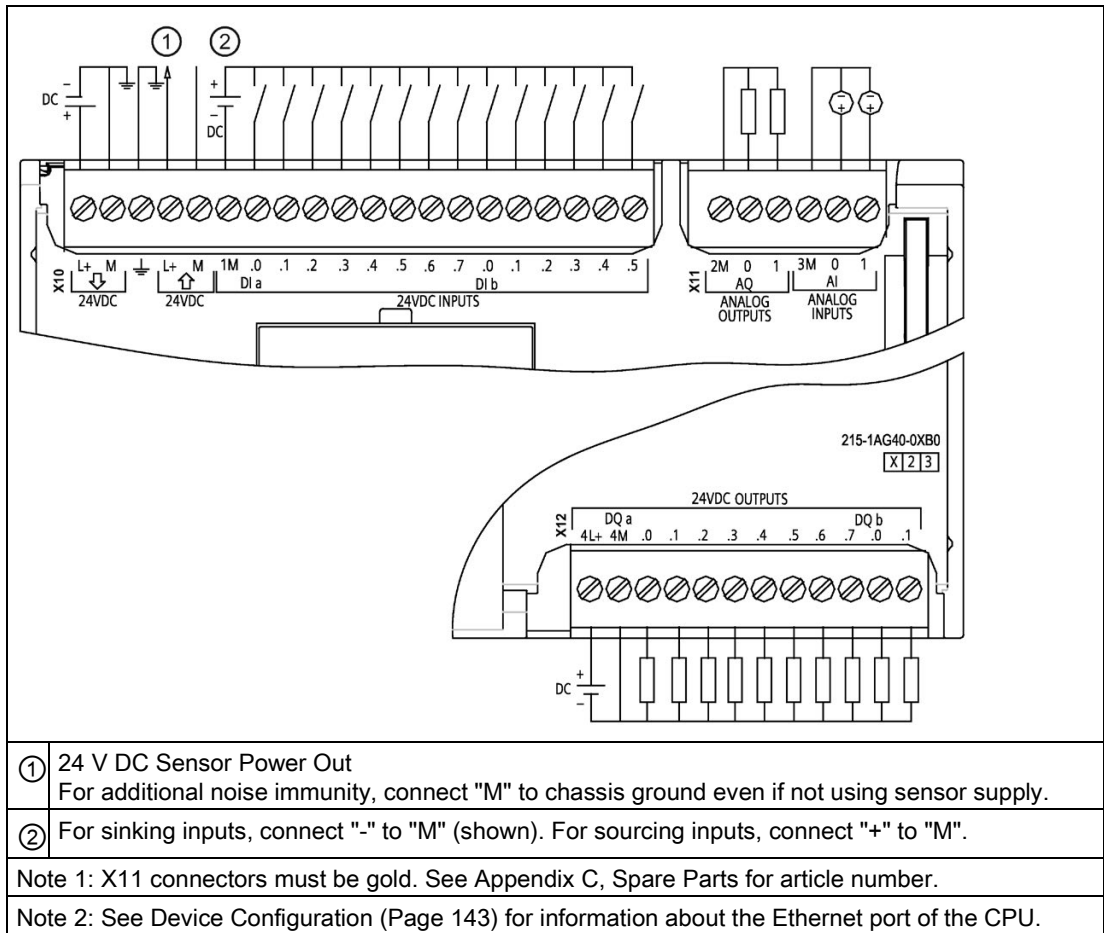 ① ②
− +
DC
+ −
DC
L+ M L+ M 1M .0 .1 .2 .3 .4 .5 .6 .7 .0 .1 .2 .3 .4 .5
X10
24VDC 24VDC DI a DI b
24VDC INPUTS
X11
2M 0 1 3M 0 1
AQ AI
ANALOG OUTPUTS ANALOG INPUTS
215-1AG40-0XB0
X 2 3
24VDC OUTPUTS
X12
DQ a DQ b
4L+ 4M .0 .1 .2 .3 .4 .5 .6 .7 .0 .1
DC + −
① 24 V DC Sensor Power Out
For additional noise immunity, connect "M" to chassis ground even if not using sensor supply.
② For sinking inputs, connect "-" to "M" (shown). For sourcing inputs, connect "+" to "M".
Note 1: X11 connectors must be gold. See Appendix C, Spare Parts for article number.
Note 2: See Device Configuration (Page 143) for information about the Ethernet port of the CPU.